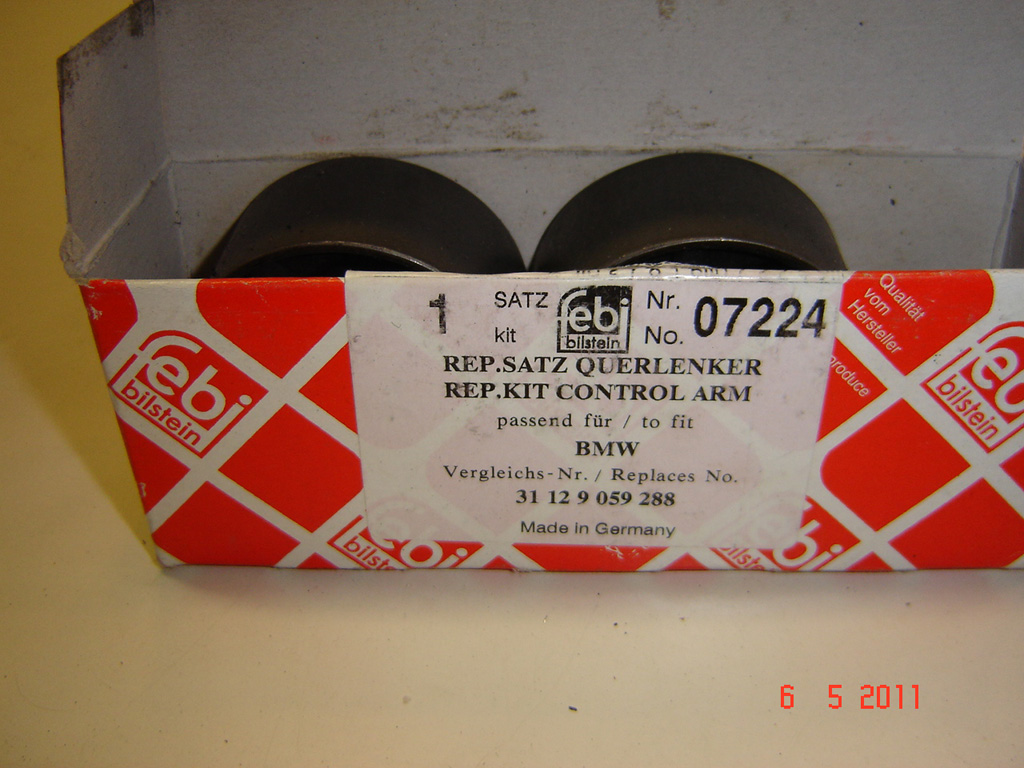 1 SATZ kit febi bilstein Nr. No. 07224
REP.SATZ QUERLENKER
REP.KIT CONTROL ARM
passend für / to fit
BMW
Vergleichs-Nr. / Replaces No.
31 12 9 059 288
Made in Germany
febi
bilstein
Qualität
vom
Hersteller
febi
bilstein
febi
bilstein
6 5 2011